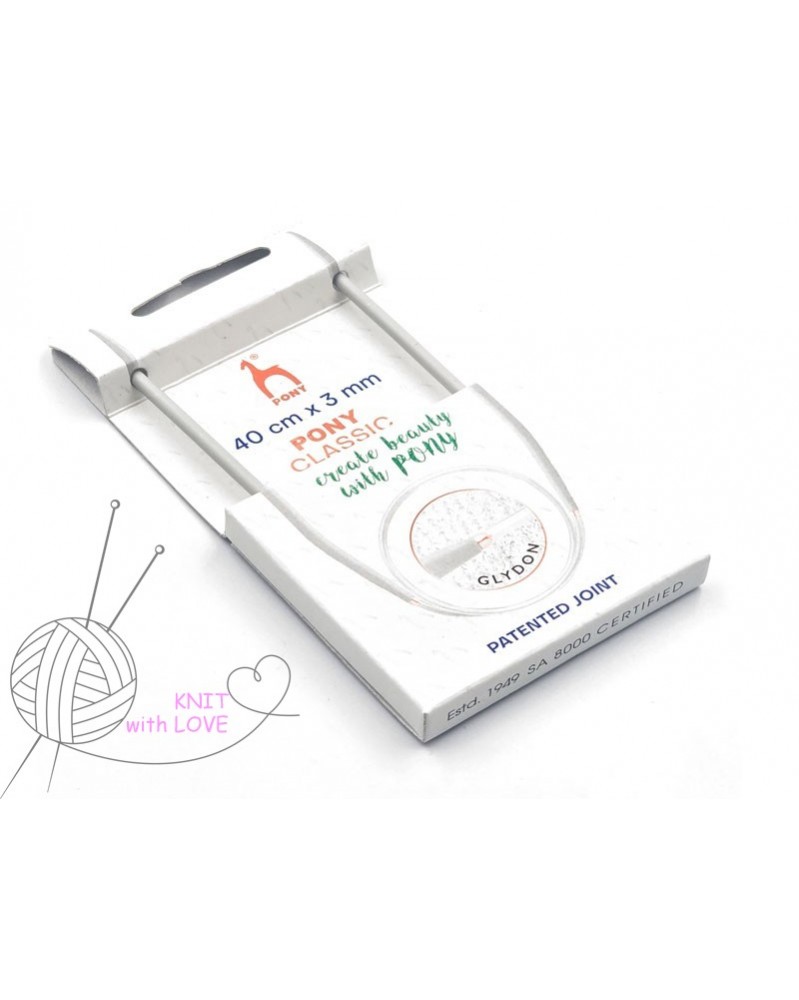 PONY
40 cm x 3 mm
PONY
CLASSIC
create beauty
with PONY
GLYDON
PATENTED JOINT
Estd. 1949 SA 8000 CERTIFIED
KNIT
with LOVE